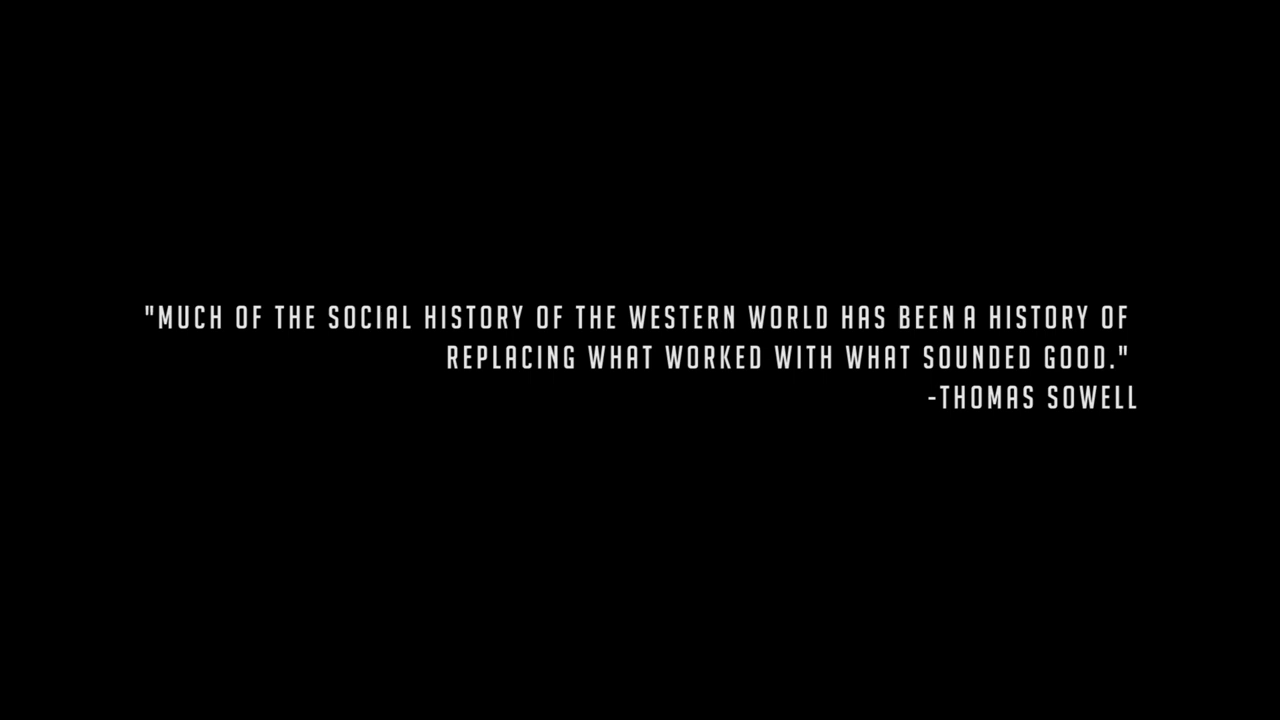 "MUCH OF THE SOCIAL HISTORY OF THE WESTERN WORLD HAS BEEN A HISTORY OF
REPLACING WHAT WORKED WITH WHAT SOUNDED GOOD."
-THOMAS SOWELL